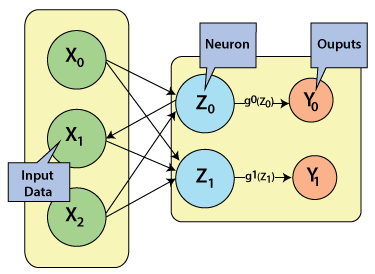 Neuron
Ouputs
X0
Z0
g0(Z0)
Y0
X1
Input
Data
Z1
g1(Z1)
Y1
X2